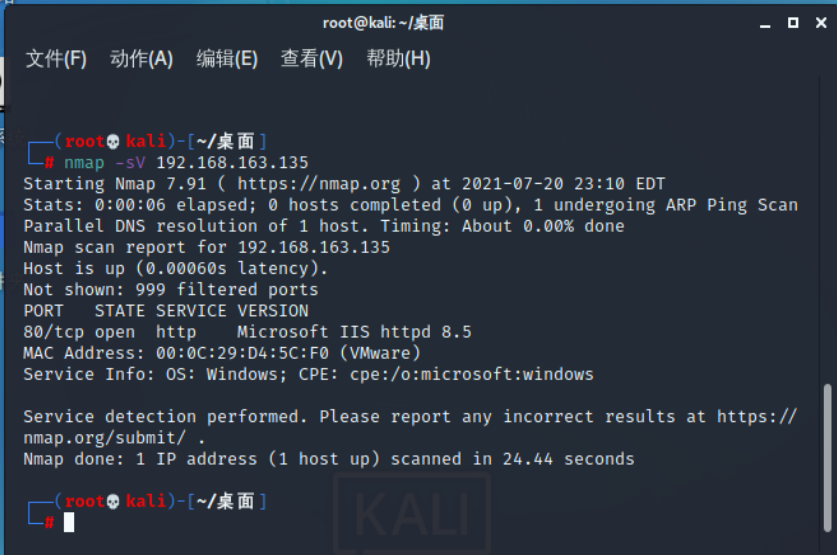 root@kali: ~/桌面
文件(F) 动作(A) 编辑(E) 查看(V) 帮助(H)
┌──(root💀kali)-[~/桌面]
└─# nmap -sV 192.168.163.135
Starting Nmap 7.91 ( https://nmap.org ) at 2021-07-20 23:10 EDT
Stats: 0:00:06 elapsed; 0 hosts completed (0 up), 1 undergoing ARP Ping Scan
Parallel DNS resolution of 1 host. Timing: About 0.00% done
Nmap scan report for 192.168.163.135
Host is up (0.00060s latency).
Not shown: 999 filtered ports
PORT   STATE SERVICE VERSION
80/tcp open  http    Microsoft IIS httpd 8.5
MAC Address: 00:0C:29:D4:5C:F0 (VMware)
Service Info: OS: Windows; CPE: cpe:/o:microsoft:windows
Service detection performed. Please report any incorrect results at https://
nmap.org/submit/ .
Nmap done: 1 IP address (1 host up) scanned in 24.44 seconds
┌──(root💀kali)-[~/桌面]
└─#
KALI